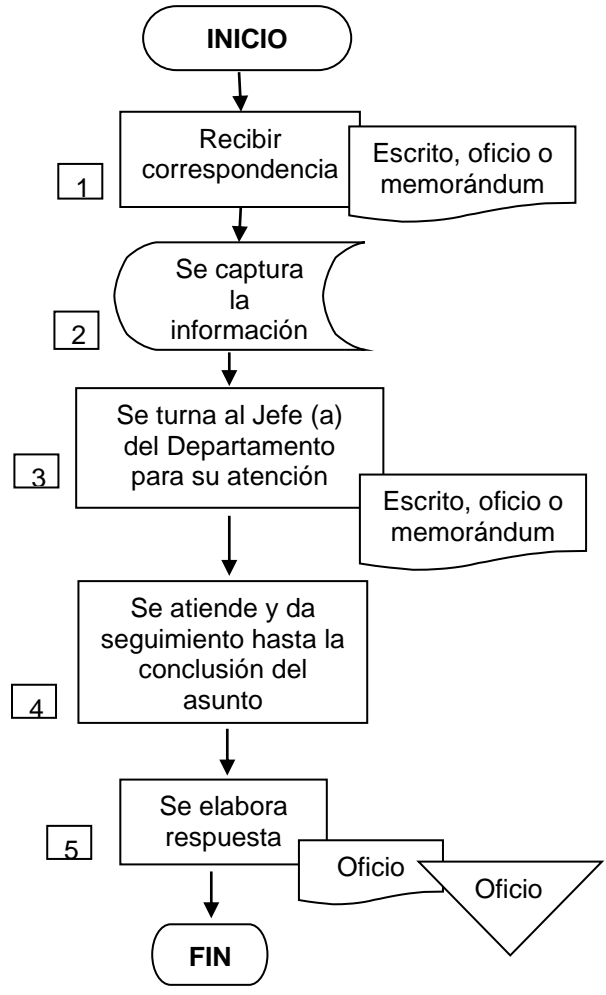 INICIO
Recibir
correspondencia
Escrito, oficio o
memorándum
1
Se captura
la
información
2
Se turna al Jefe (a)
del Departamento
para su atención
3
Escrito, oficio o
memorándum
Se atiende y da
seguimiento hasta la
conclusión del
asunto
4
Se elabora
respuesta
5
Oficio
Oficio
FIN